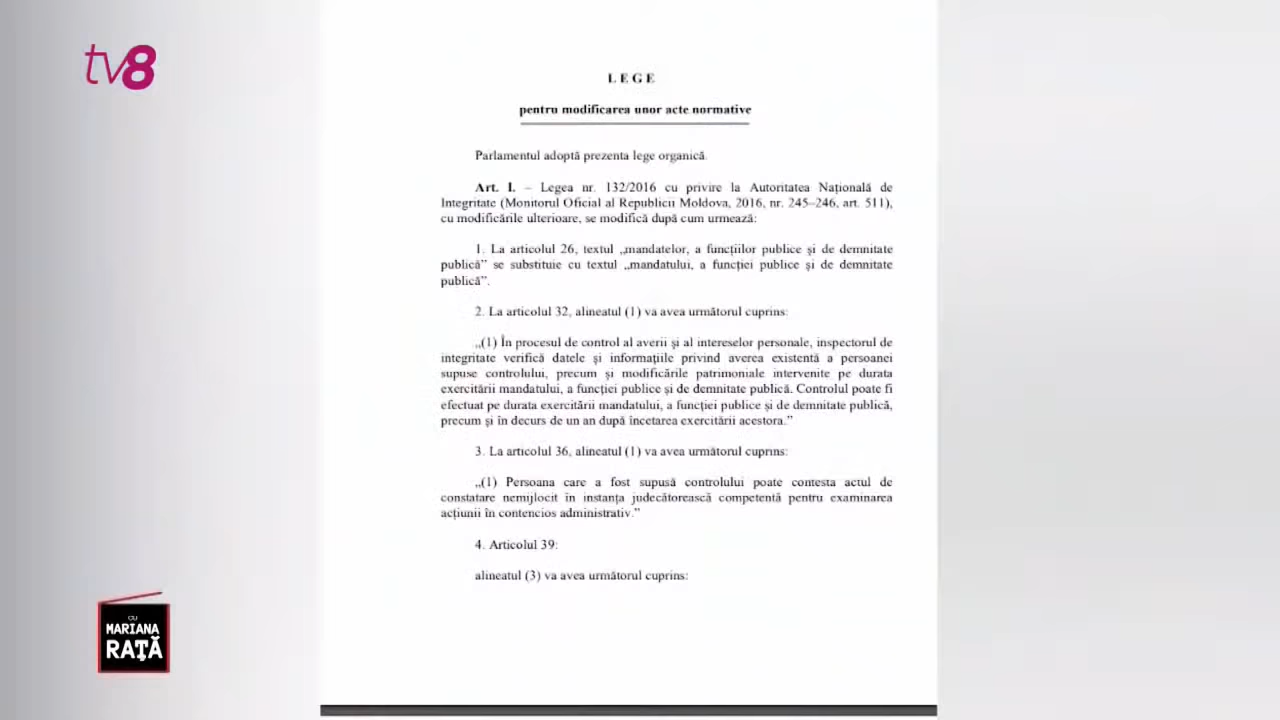 tv8
L E G E
pentru modificarea unor acte normative
Parlamentul adoptă prezenta lege organică.
Art. I. – Legea nr. 132/2016 cu privire la Autoritatea Națională de
Integritate (Monitorul Oficial al Republicii Moldova, 2016, nr. 245–246, art. 511),
cu modificările ulterioare, se modifică după cum urmează:
1. La articolul 26, textul „mandatelor, a funcțiilor publice și de demnitate
publică” se substituie cu textul „mandatului, a funcției publice și de demnitate
publică”.
2. La articolul 32, alineatul (1) va avea următorul cuprins:
„(1) În procesul de control al averii și al intereselor personale, inspectorul de
integritate verifică datele și informațiile privind averea existentă a persoanei
supuse controlului, precum și modificările patrimoniale intervenite pe durata
exercitării mandatului, a funcției publice și de demnitate publică. Controlul poate fi
efectuat pe durata exercitării mandatului, a funcției publice și de demnitate publică,
precum și în decurs de un an după încetarea exercitării acestora.”
3. La articolul 36, alineatul (1) va avea următorul cuprins:
„(1) Persoana care a fost supusă controlului poate contesta actul de
constatare nemijlocit în instanța judecătorească competentă pentru examinarea
acțiunii în contencios administrativ.”
4. Articolul 39:
alineatul (3) va avea următorul cuprins:
CU
MARIANA
RAȚĂ